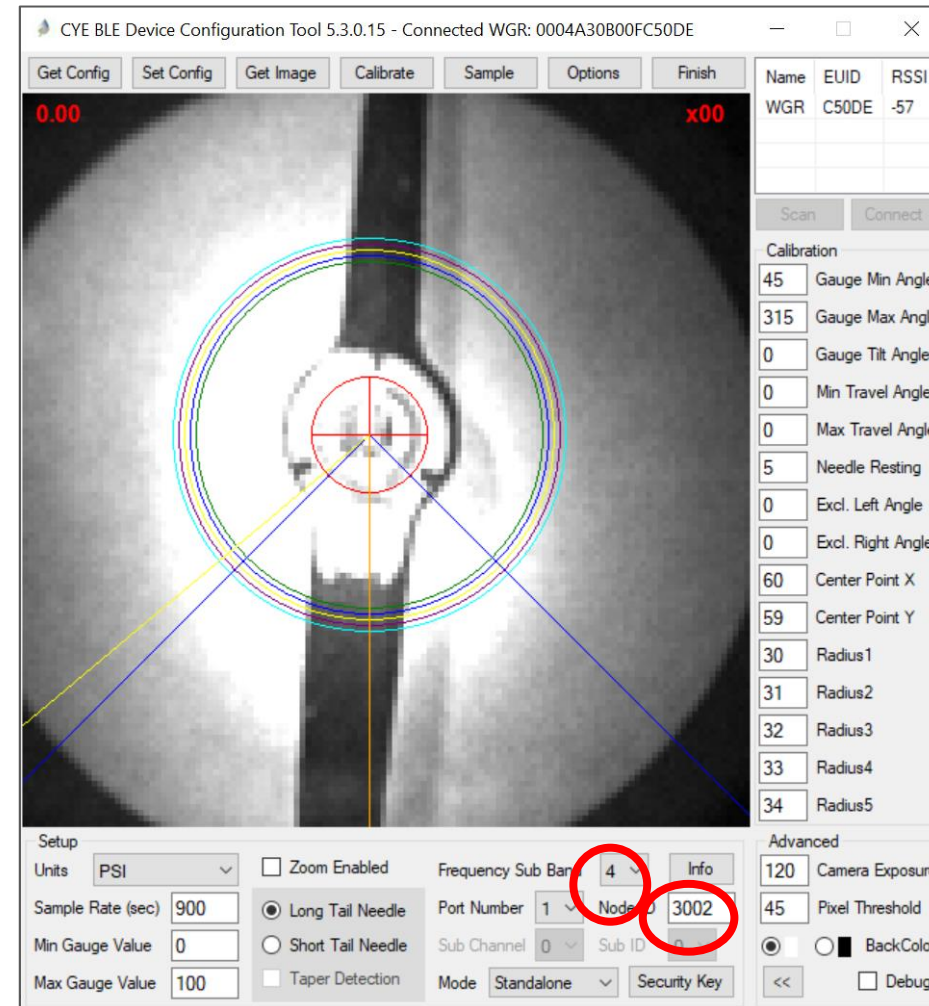 CYE BLE Device Configuration Tool 5.3.0.15 - Connected WGR: 0004A30B00FC50DE
Get Config Set Config Get Image Calibrate Sample Options Finish
0.00 x00
Name EUID RSSI
WGR C50DE -57
Scan Connect
Calibration
45 Gauge Min Angle
315 Gauge Max Angl
0 Gauge Tilt Angle
0 Min Travel Angle
0 Max Travel Angle
5 Needle Resting
0 Excl. Left Angle
0 Excl. Right Angle
60 Center Point X
59 Center Point Y
30 Radius1
31 Radius2
32 Radius3
33 Radius4
34 Radius5
Setup
Units PSI
Sample Rate (sec) 900
Min Gauge Value 0
Max Gauge Value 100
Zoom Enabled
Long Tail Needle
Short Tail Needle
Taper Detection
Frequency Sub Band 4 Info
Port Number 1 Node ID 3002
Sub Channel 0 Sub ID 0
Mode Standalone Security Key
Advanced
120 Camera Exposure
45 Pixel Threshold
BackColo
<< Debug